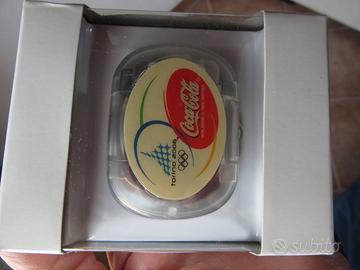 Coca-Cola
torino 2006
subito